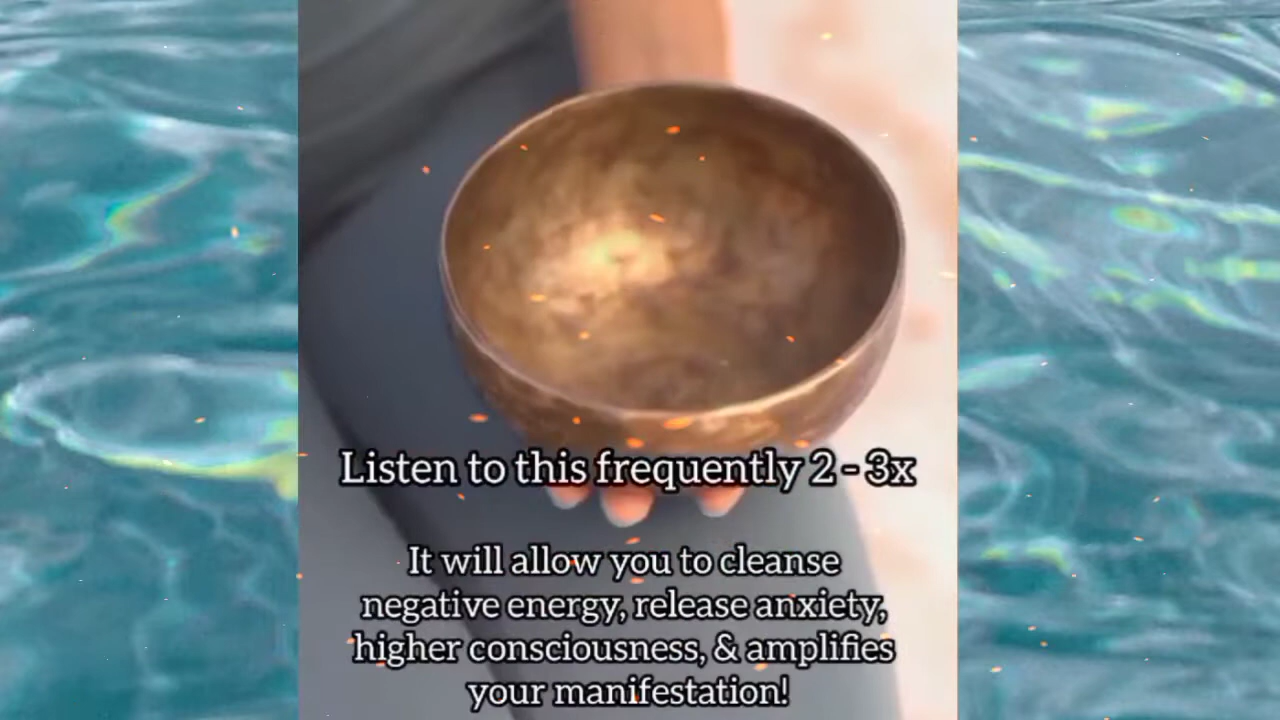 Listen to this frequently 2 - 3x
It will allow you to cleanse
negative energy, release anxiety,
higher consciousness, & amplifies
your manifestation!